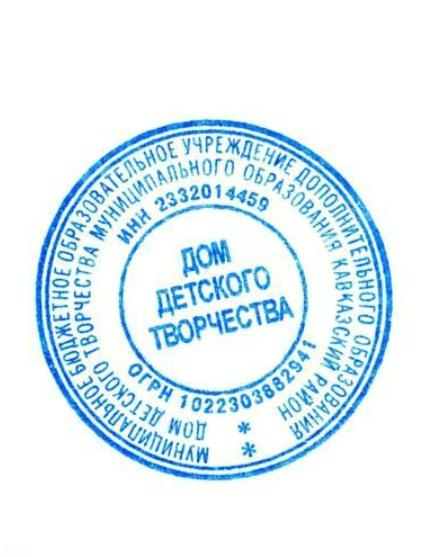 МУНИЦИПАЛЬНОЕ БЮДЖЕТНОЕ ОБРАЗОВАТЕЛЬНОЕ УЧРЕЖДЕНИЕ ДОПОЛНИТЕЛЬНОГО ОБРАЗОВАНИЯ
ДОМ ДЕТСКОГО ТВОРЧЕСТВА МУНИЦИПАЛЬНОГО ОБРАЗОВАНИЯ КАВКАЗСКИЙ РАЙОН
ИНН 2332014459
ДОМ
ДЕТСКОГО
ТВОРЧЕСТВА
ОГРН 1022303882941
* *